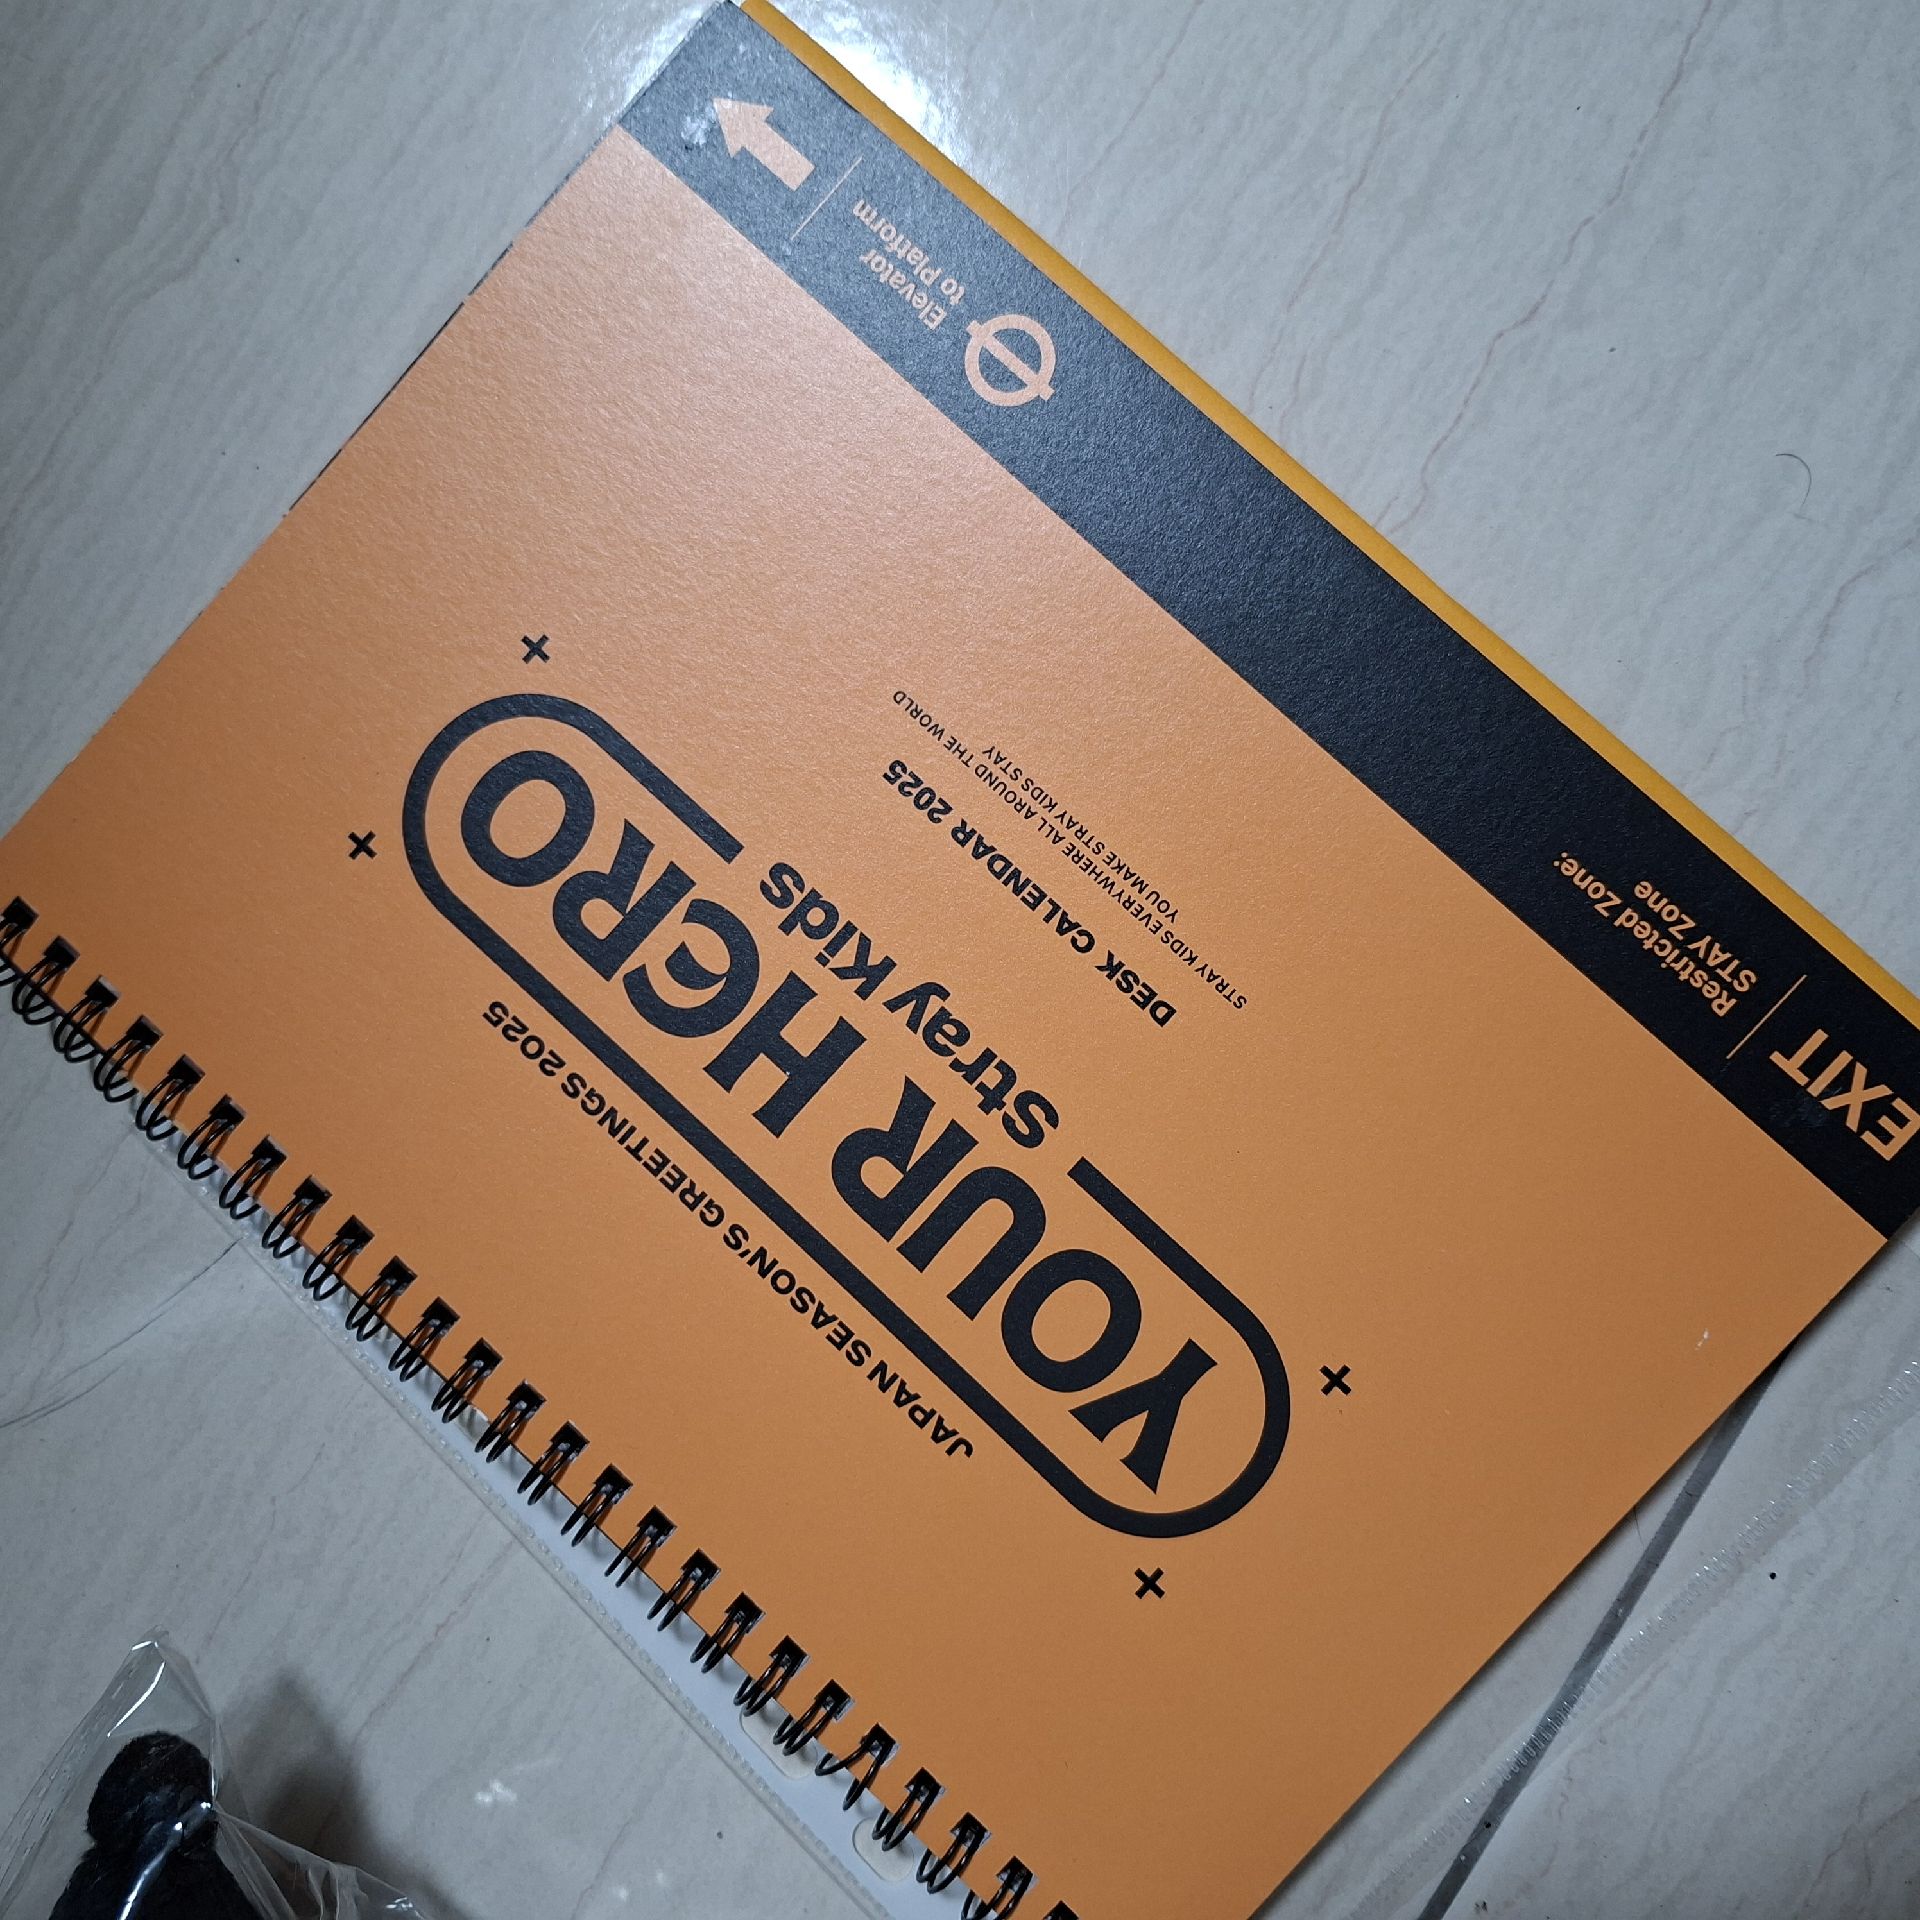 JAPAN SEASON'S GREETINGS 2025
YOUR HERO
Stray Kids
DESK CALENDAR 2025
STRAY KIDS EVERYWHERE ALL AROUND THE WORLD
YOU MAKE STRAY KIDS STAY
EXIT
Restricted Zone:
STAY Zone
Elevator
to Platform